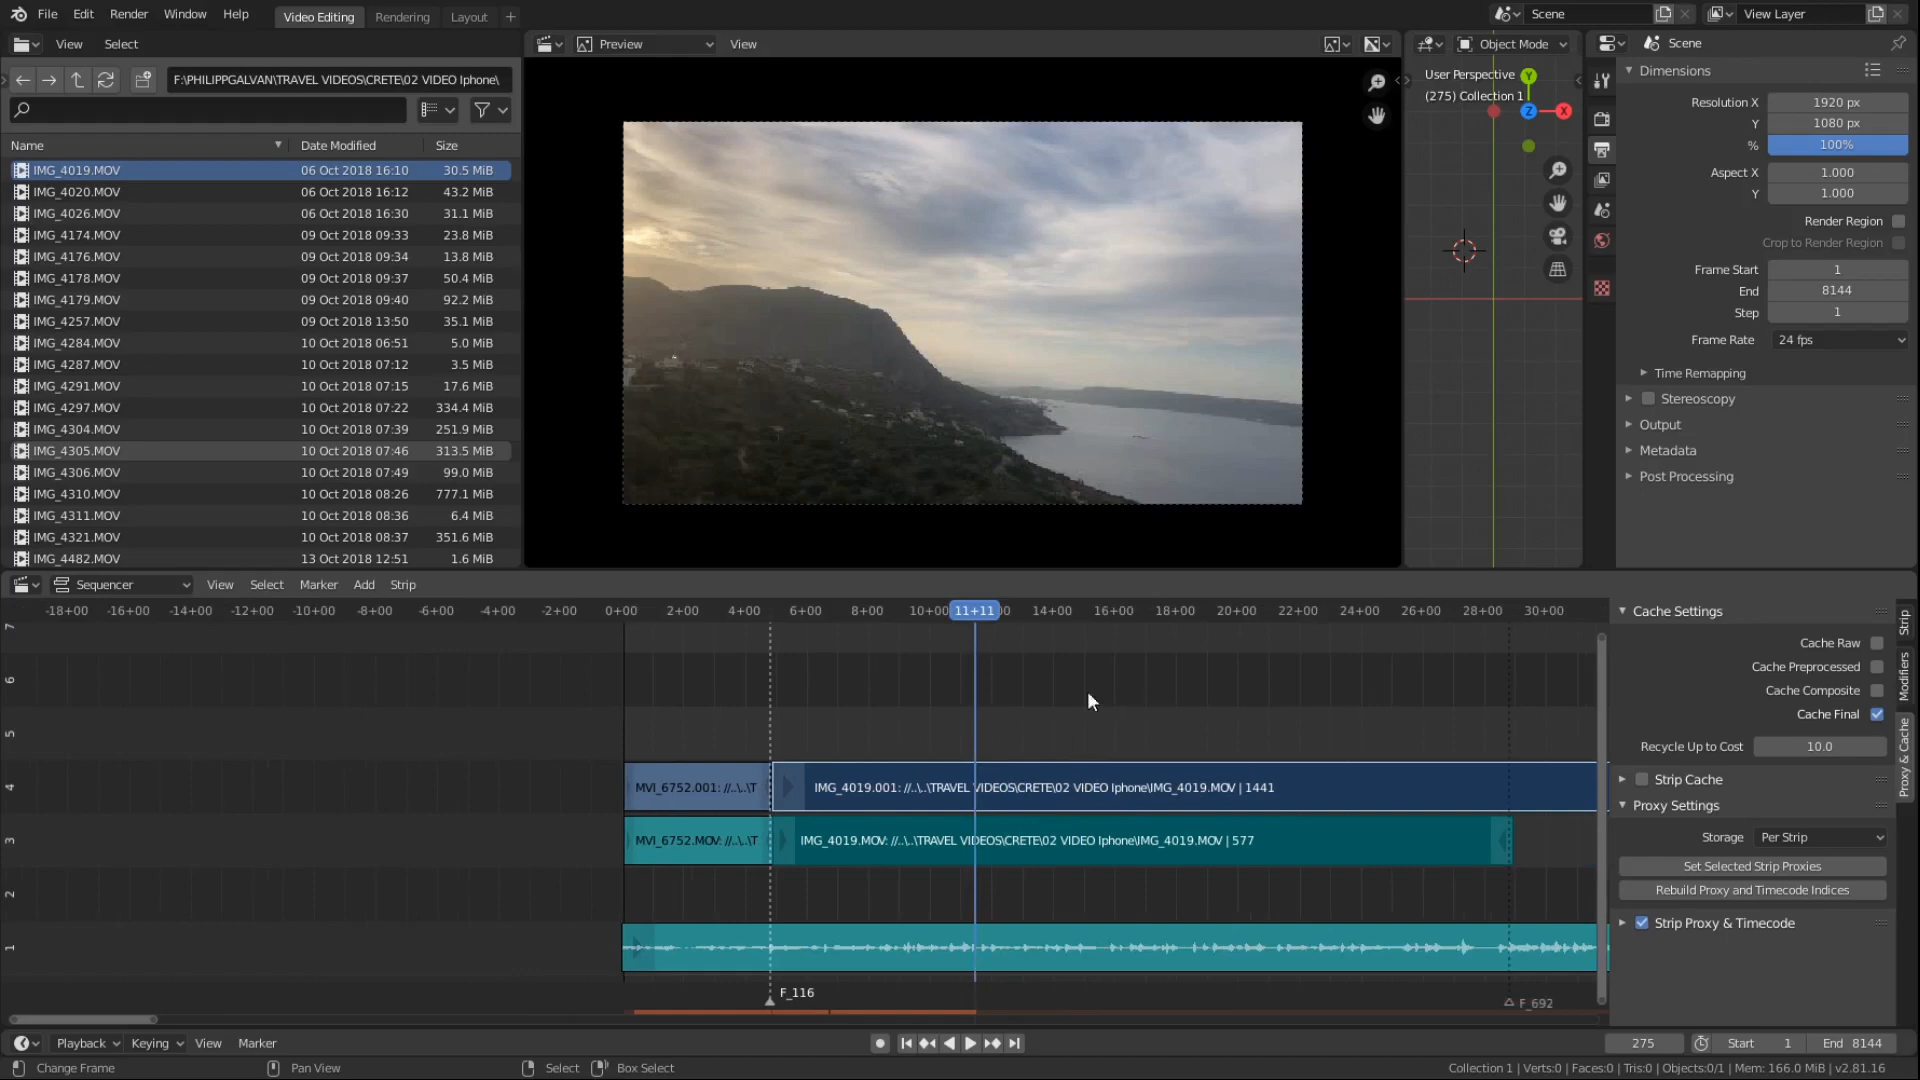 File Edit Render Window Help Video Editing Rendering Layout + Scene View Layer
View Select Preview View Object Mode Scene
F:\PHILIPPGALVAN\TRAVEL VIDEOS\CRETE\02 VIDEO Iphone\
User Perspective
(275) Collection 1
Y
Z
X
Name Date Modified Size
IMG_4019.MOV 06 Oct 2018 16:10 30.5 MiB
IMG_4020.MOV 06 Oct 2018 16:12 43.2 MiB
IMG_4026.MOV 06 Oct 2018 16:30 31.1 MiB
IMG_4174.MOV 09 Oct 2018 09:33 23.8 MiB
IMG_4176.MOV 09 Oct 2018 09:34 13.8 MiB
IMG_4178.MOV 09 Oct 2018 09:37 50.4 MiB
IMG_4179.MOV 09 Oct 2018 09:40 92.2 MiB
IMG_4257.MOV 09 Oct 2018 13:50 35.1 MiB
IMG_4284.MOV 10 Oct 2018 06:51 5.0 MiB
IMG_4287.MOV 10 Oct 2018 07:12 3.5 MiB
IMG_4291.MOV 10 Oct 2018 07:15 17.6 MiB
IMG_4297.MOV 10 Oct 2018 07:22 334.4 MiB
IMG_4304.MOV 10 Oct 2018 07:39 251.9 MiB
IMG_4305.MOV 10 Oct 2018 07:46 313.5 MiB
IMG_4306.MOV 10 Oct 2018 07:49 99.0 MiB
IMG_4310.MOV 10 Oct 2018 08:26 777.1 MiB
IMG_4311.MOV 10 Oct 2018 08:36 6.4 MiB
IMG_4321.MOV 10 Oct 2018 08:37 351.6 MiB
IMG_4482.MOV 13 Oct 2018 12:51 1.6 MiB
Dimensions
Resolution X 1920 px
Y 1080 px
% 100%
Aspect X 1.000
Y 1.000
Render Region
Crop to Render Region
Frame Start 1
End 8144
Step 1
Frame Rate 24 fps
Time Remapping
Stereoscopy
Output
Metadata
Post Processing
Sequencer View Select Marker Add Strip
-18+00 -16+00 -14+00 -12+00 -10+00 -8+00 -6+00 -4+00 -2+00 0+00 2+00 4+00 6+00 8+00 10+00 11+11 14+00 16+00 18+00 20+00 22+00 24+00 26+00 28+00 30+00
7
6
5
4
MVI_6752.001: //..\..\T IMG_4019.001: //..\..\TRAVEL VIDEOS\CRETE\02 VIDEO Iphone\IMG_4019.MOV | 1441
3
MVI_6752.MOV: //..\..\T IMG_4019.MOV: //..\..\TRAVEL VIDEOS\CRETE\02 VIDEO Iphone\IMG_4019.MOV | 577
2
1
F_116 F_692
Cache Settings
Cache Raw
Cache Preprocessed
Cache Composite
Cache Final
Recycle Up to Cost 10.0
Strip Cache
Proxy Settings
Storage Per Strip
Set Selected Strip Proxies
Rebuild Proxy and Timecode Indices
Strip Proxy & Timecode
Strip
Modifiers
Proxy & Cache
Playback Keying View Marker 275 Start 1 End 8144
Change Frame Pan View Select Box Select Collection 1 | Verts:0 | Faces:0 | Tris:0 | Objects:0/1 | Mem: 166.0 MiB | v2.81.16